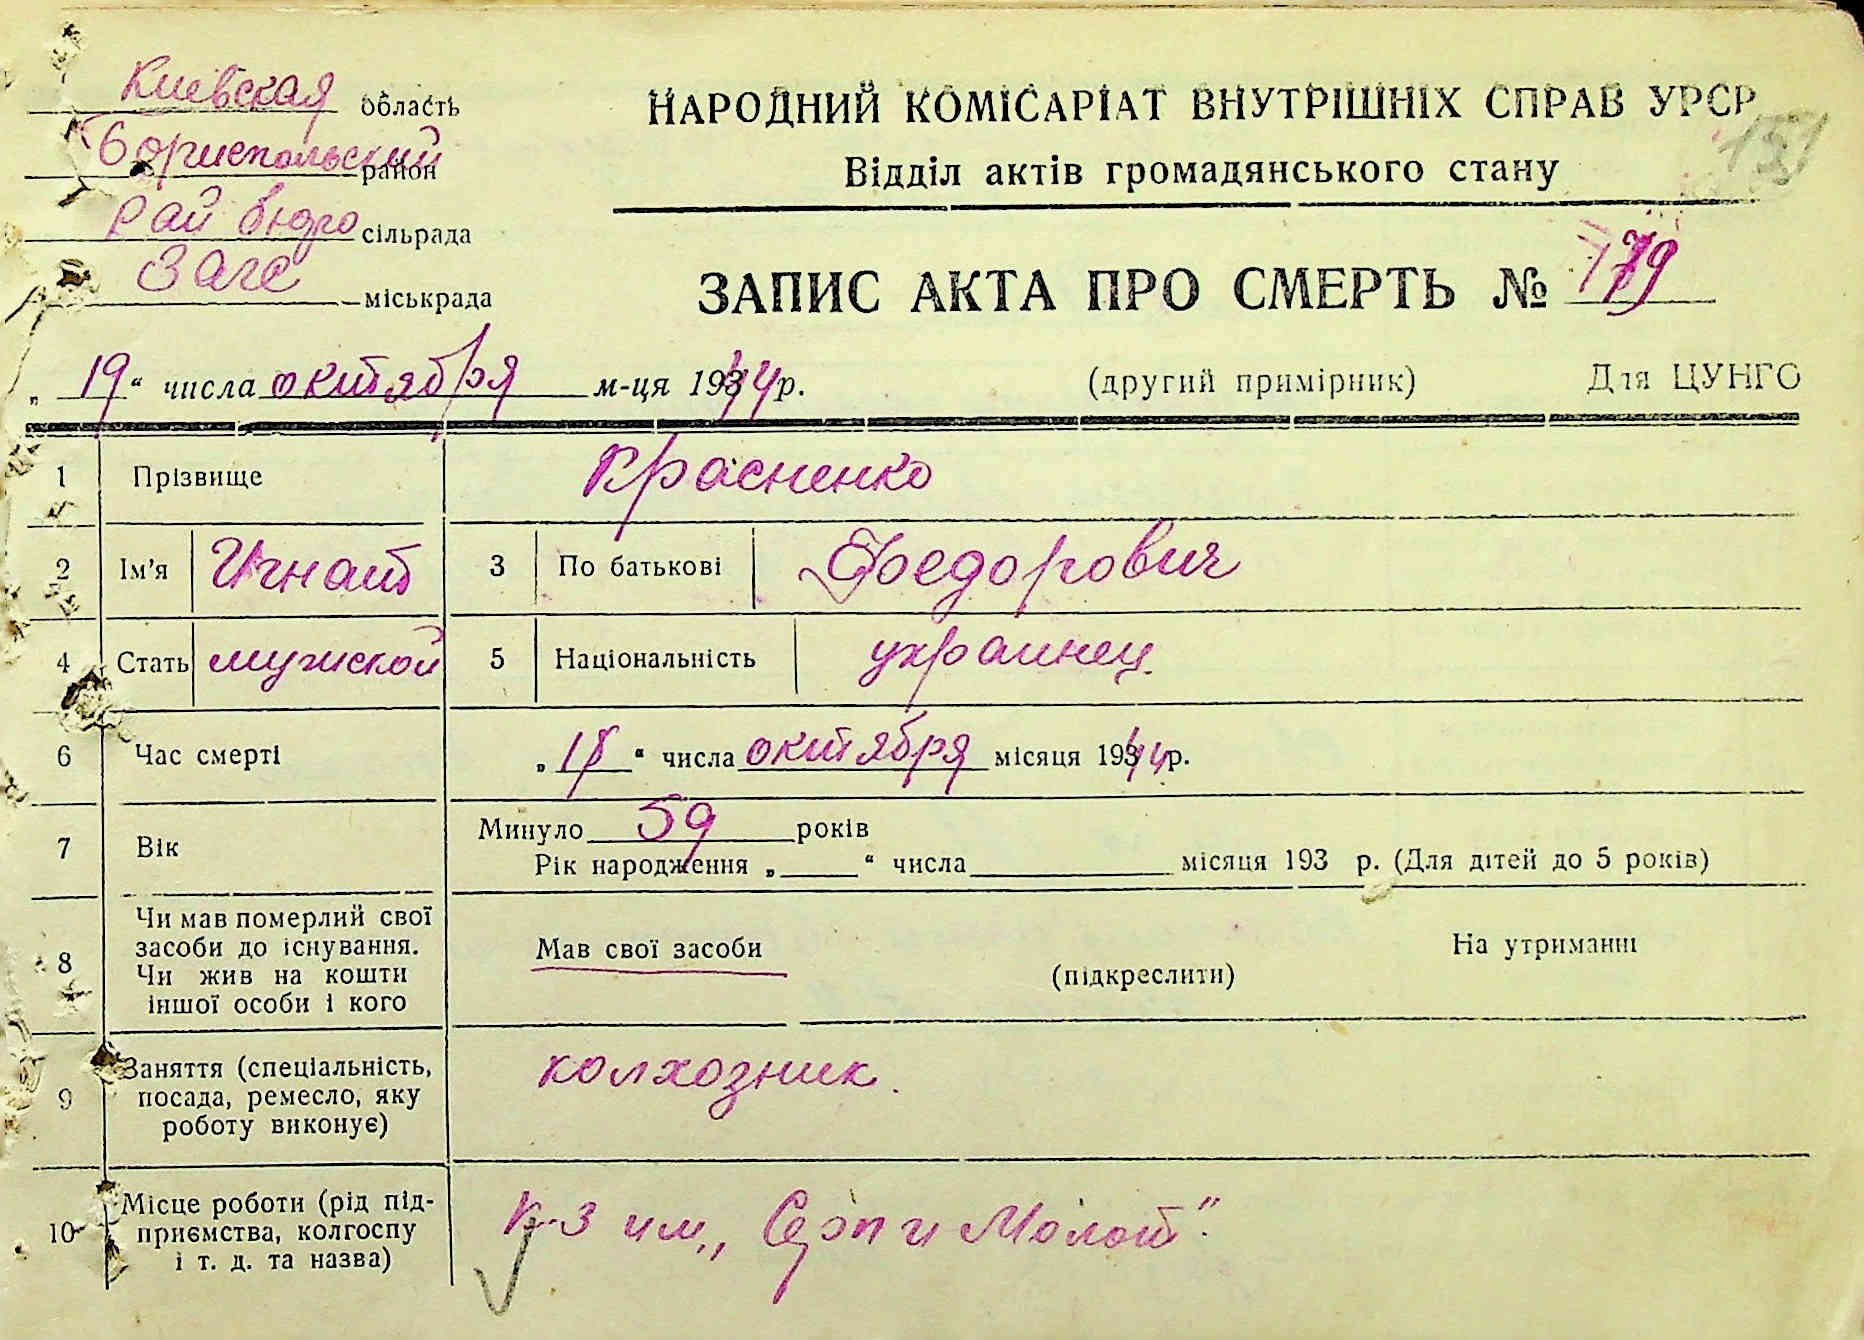 Киевская область
Бориспольский район
Рай бюро сільрада
Загс міськрада
НАРОДНИЙ КОМІСАРІАТ ВНУТРІШНІХ СПРАВ УРСР
Відділ актів громадянського стану
ЗАПИС АКТА ПРО СМЕРТЬ № 179
„19“ числа октября м-ця 1944р.
(другий примірник) Для ЦУНГО
1 Прізвище Красненко
2 Ім'я Игнат 3 По батькові Федорович
4 Стать мужской 5 Національність украинец.
6 Час смерті „18“ числа октября місяця 1944р.
7 Вік Минуло 59 років
Рік народження „ “ числа місяця 193 р. (Для дітей до 5 років)
8 Чи мав померлий свої
засоби до існування.
Чи жив на кошти
іншої особи і кого
Мав свої засоби (підкреслити) На утриманні
9 Заняття (спеціальність,
посада, ремесло, яку
роботу виконує)
колхозник.
10 Місце роботи (рід під-
приємства, колгоспу
і т. д. та назва)
К-з им „Серп и Молот".